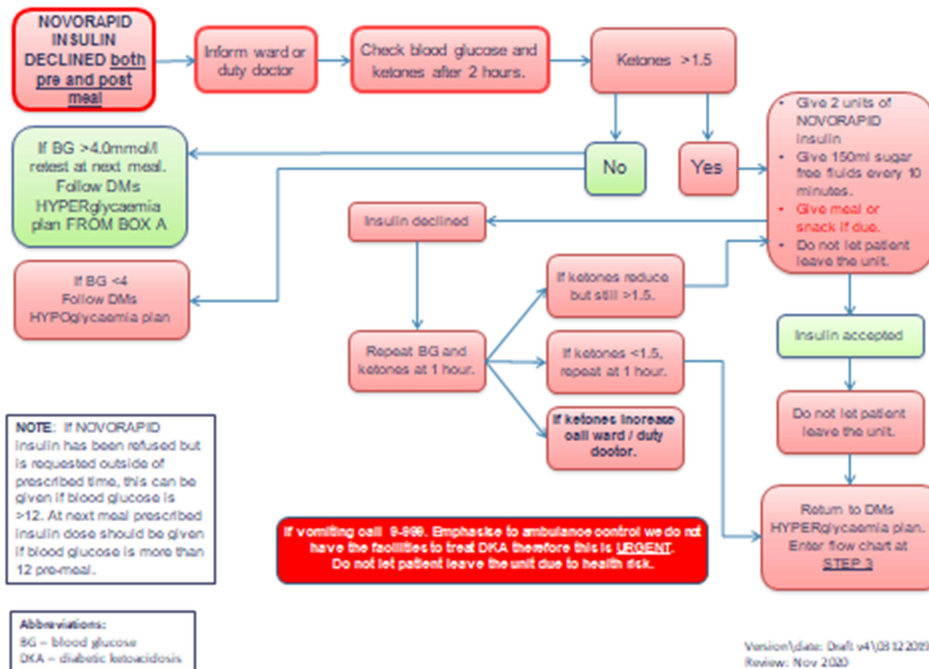 NOVORAPID
INSULIN
DECLINED both
pre and post
meal
Inform ward or
duty doctor
Check blood glucose and
ketones after 2 hours.
Ketones >1.5
If BG >4.0mmol/l
retest at next meal.
Follow DMs
HYPERglycaemia
plan FROM BOX A
No
Yes
• Give 2 units of
NOVORAPID
insulin
• Give 150ml sugar
free fluids every 10
minutes.
• Give meal or
snack if due.
• Do not let patient
leave the unit.
Insulin declined
If BG <4
Follow DMs
HYPOglycaemia plan
If ketones reduce
but still >1.5.
Insulin accepted
Repeat BG and
ketones at 1 hour.
If ketones <1.5,
repeat at 1 hour.
If ketones increase
call ward / duty
doctor.
Do not let patient
leave the unit.
NOTE: If NOVORAPID
insulin has been refused but
is requested outside of
prescribed time, this can be
given if blood glucose is
>12. At next meal prescribed
insulin dose should be given
if blood glucose is more than
12 pre-meal.
Return to DMs
HYPERglycaemia plan.
Enter flow chart at
STEP 3
If vomiting call 9-999. Emphasise to ambulance control we do not
have the facilities to treat DKA therefore this is URGENT.
Do not let patient leave the unit due to health risk.
Abbreviations:
BG – blood glucose
DKA – diabetic ketoacidosis
Version\date: Draft v4\03122019
Review: Nov 2020